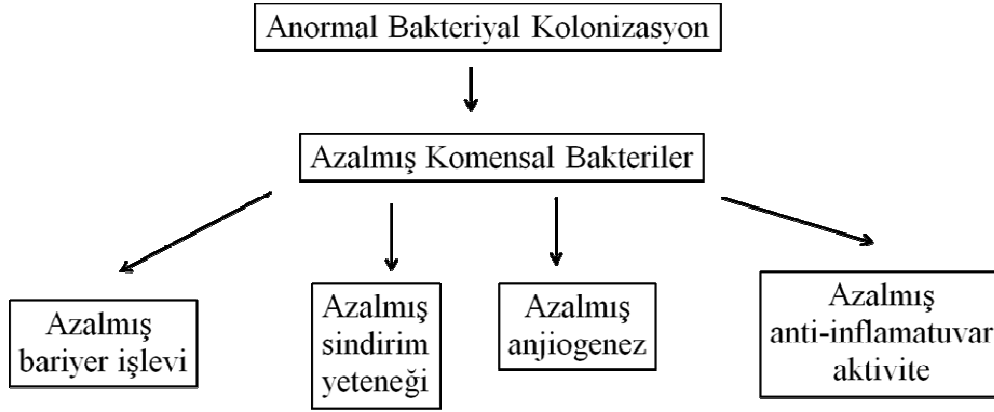 Anormal Bakteriyal Kolonizasyon
Azalmış Komensal Bakteriler
Azalmış
bariyer işlevi
Azalmış
sindirim
yeteneği
Azalmış
anjiogenez
Azalmış
anti-inflamatuvar
aktivite